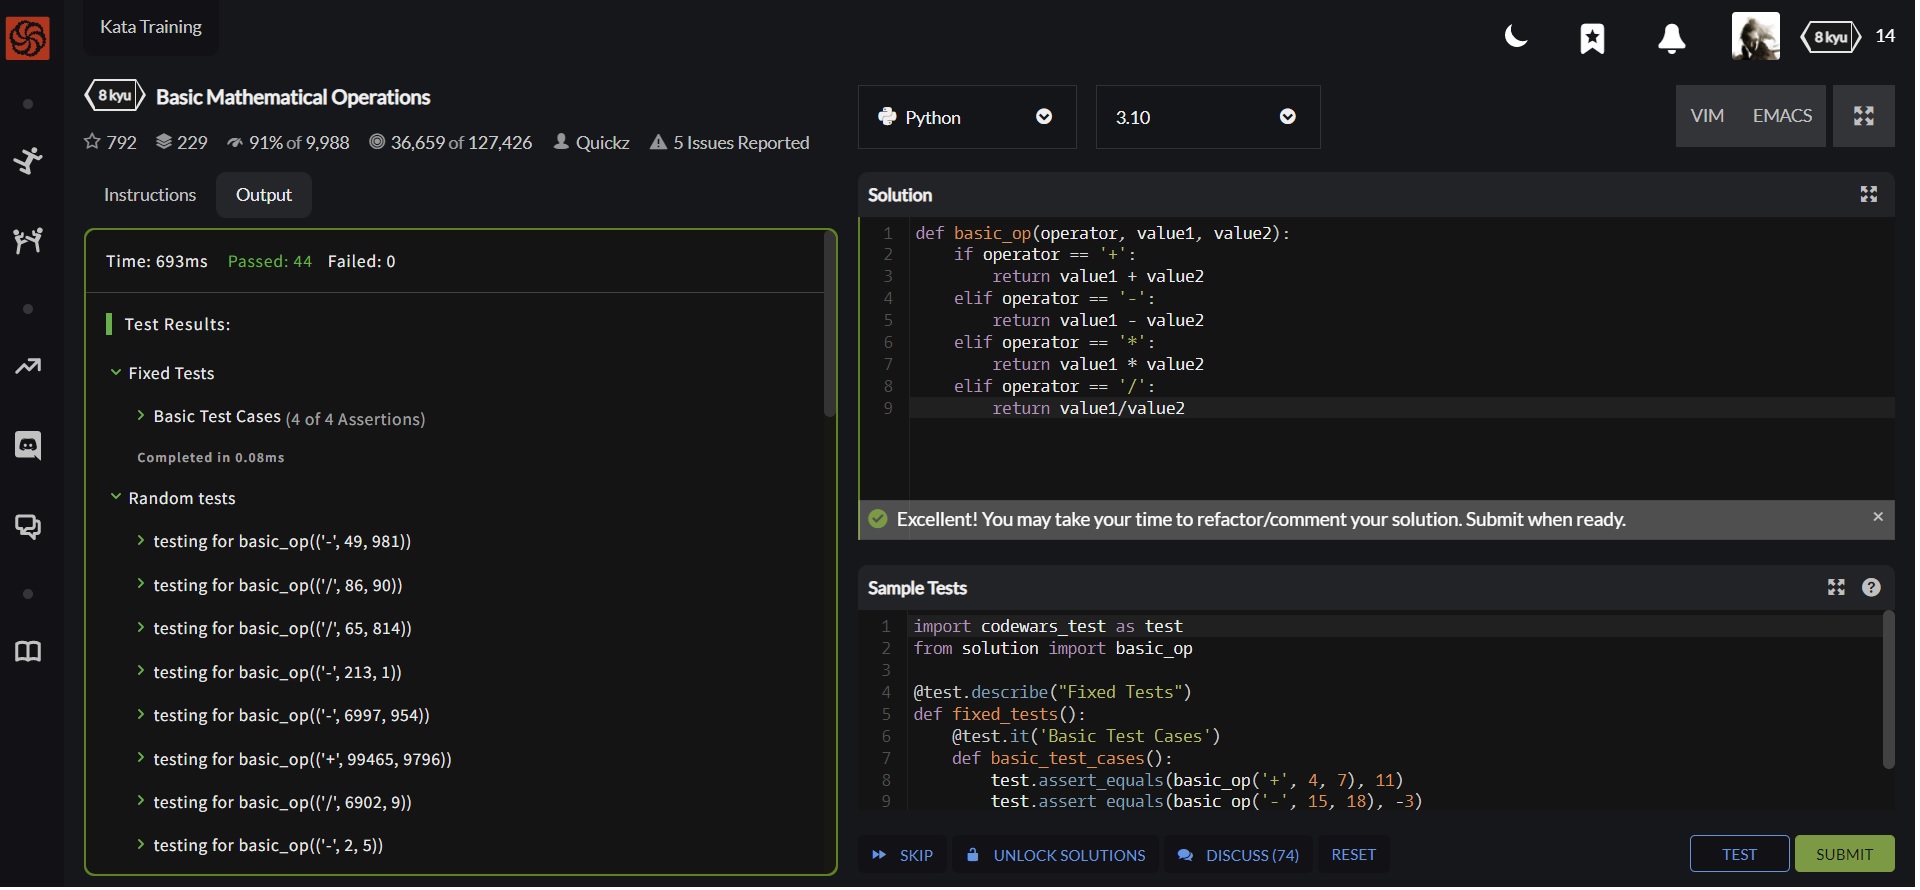 Kata Training
8 kyu
14
8 kyu Basic Mathematical Operations
792 229 91% of 9,988 36,659 of 127,426 Quickz 5 Issues Reported
Instructions Output
Time: 693ms Passed: 44 Failed: 0
Test Results:
Fixed Tests
Basic Test Cases (4 of 4 Assertions)
Completed in 0.08ms
Random tests
testing for basic_op(('-', 49, 981))
testing for basic_op(('/', 86, 90))
testing for basic_op(('/', 65, 814))
testing for basic_op(('-', 213, 1))
testing for basic_op(('-', 6997, 954))
testing for basic_op(('+', 99465, 9796))
testing for basic_op(('/', 6902, 9))
testing for basic_op(('-', 2, 5))
Python 3.10 VIM EMACS
Solution
1 def basic_op(operator, value1, value2):
2 if operator == '+':
3 return value1 + value2
4 elif operator == '-':
5 return value1 - value2
6 elif operator == '*':
7 return value1 * value2
8 elif operator == '/':
9 return value1/value2
Excellent! You may take your time to refactor/comment your solution. Submit when ready.
Sample Tests
1 import codewars_test as test
2 from solution import basic_op
3
4 @test.describe("Fixed Tests")
5 def fixed_tests():
6 @test.it('Basic Test Cases')
7 def basic_test_cases():
8 test.assert_equals(basic_op('+', 4, 7), 11)
9 test.assert_equals(basic_op('-', 15, 18), -3)
SKIP UNLOCK SOLUTIONS DISCUSS (74) RESET TEST SUBMIT